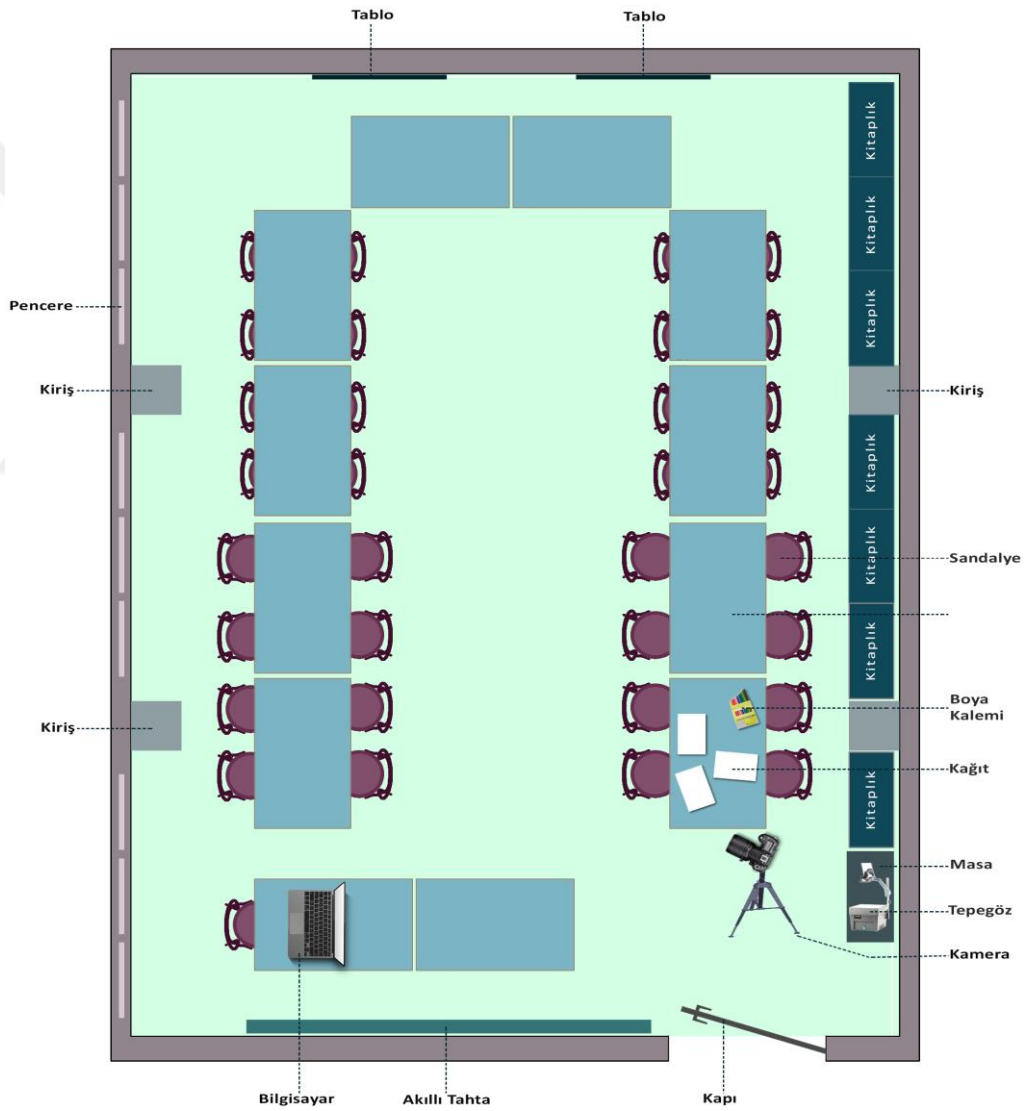 Tablo
Tablo
Kitaplık
Kitaplık
Pencere
Kitaplık
Kiriş
Kiriş
Kitaplık
Kitaplık
Sandalye
Kitaplık
Boya
Kalemi
Kiriş
Kağıt
Kitaplık
Masa
Tepegöz
Kamera
Bilgisayar
Akıllı Tahta
Kapı